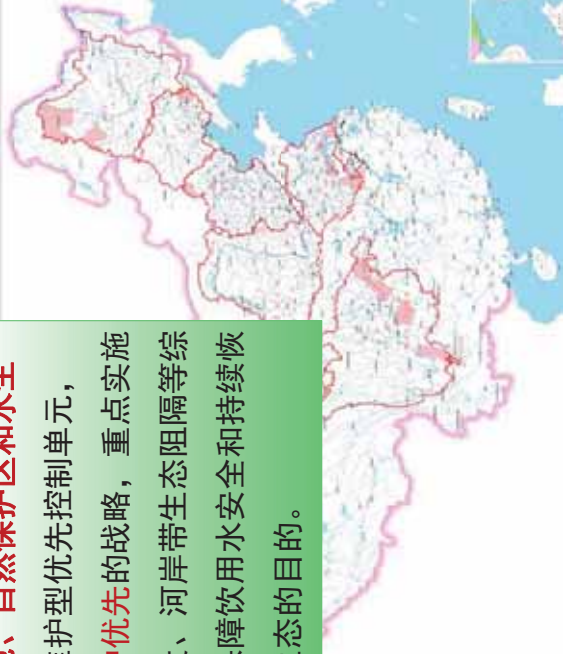 、自然保护区和水生
护型优先控制单元，
优先的战略，重点实施
、河岸带生态阻隔等综
障饮用水安全和持续恢
态的目的。